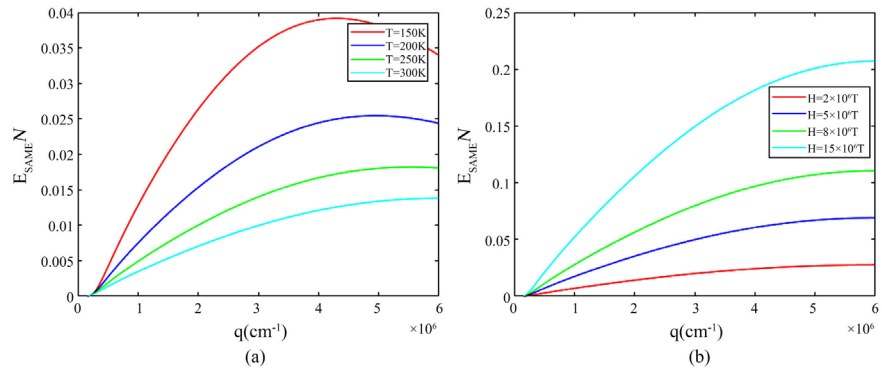 0.04
0.035
0.03
0.025
0.02
0.015
0.01
0.005
0
E_SAME N
T=150K
T=200K
T=250K
T=300K
0 1 2 3 4 5 6
×10⁶
q(cm⁻¹)
(a)
0.25
0.2
0.15
0.1
0.05
0
E_SAME N
H=2×10⁶T
H=5×10⁶T
H=8×10⁶T
H=15×10⁶T
0 1 2 3 4 5 6
×10⁶
q(cm⁻¹)
(b)